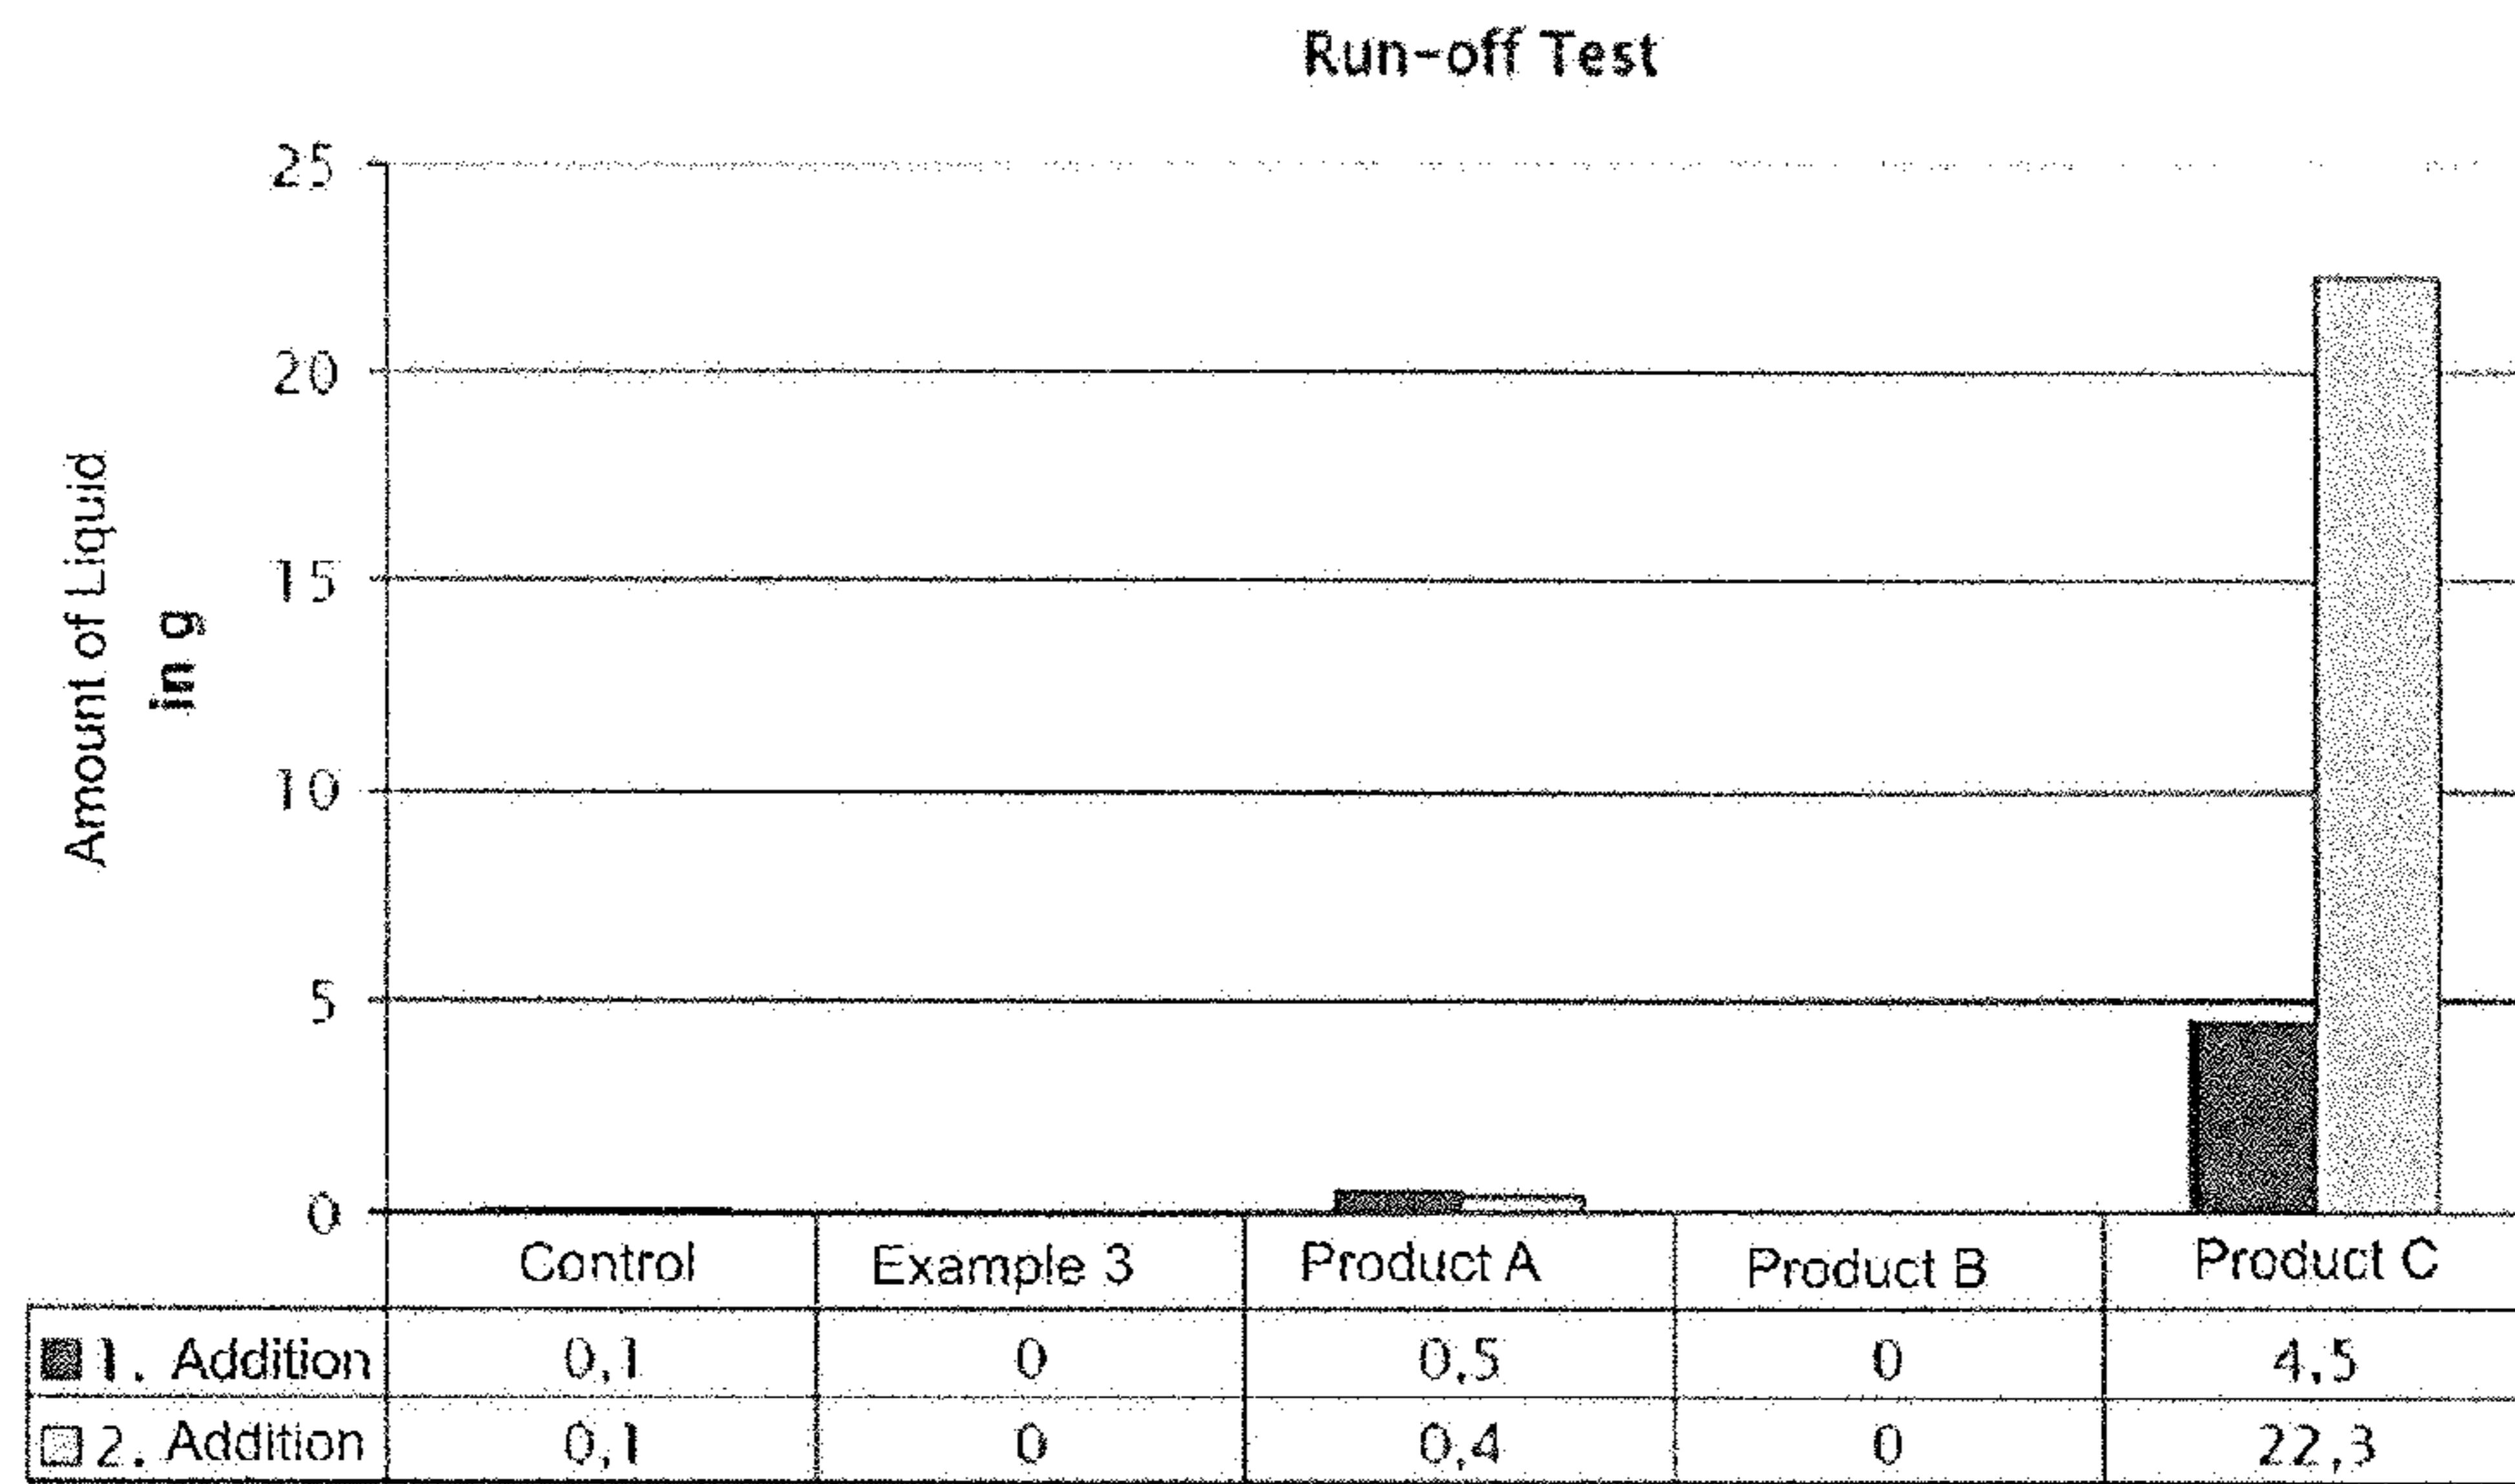 Run-off Test
25
20
15
10
5
0
Amount of Liquid
in g
Control Example 3 Product A Product B Product C
1. Addition 0,1 0 0,5 0 4,5
2. Addition 0,1 0 0,4 0 22,3